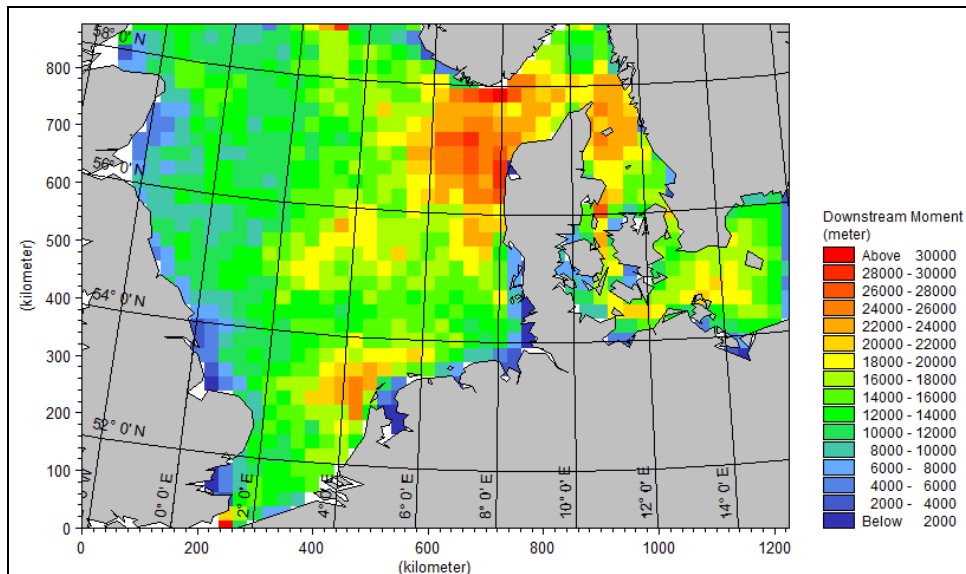 58° 0' N
56° 0' N
54° 0' N
52° 0' N
W
0° 0' E
2° 0' E
4° 0' E
6° 0' E
8° 0' E
10° 0' E
12° 0' E
14° 0' E
800
700
600
500
400
300
200
100
0
(kilometer)
0 200 400 600 800 1000 1200
(kilometer)
Downstream Moment
(meter)
Above 30000
28000 - 30000
26000 - 28000
24000 - 26000
22000 - 24000
20000 - 22000
18000 - 20000
16000 - 18000
14000 - 16000
12000 - 14000
10000 - 12000
8000 - 10000
6000 - 8000
4000 - 6000
2000 - 4000
Below 2000